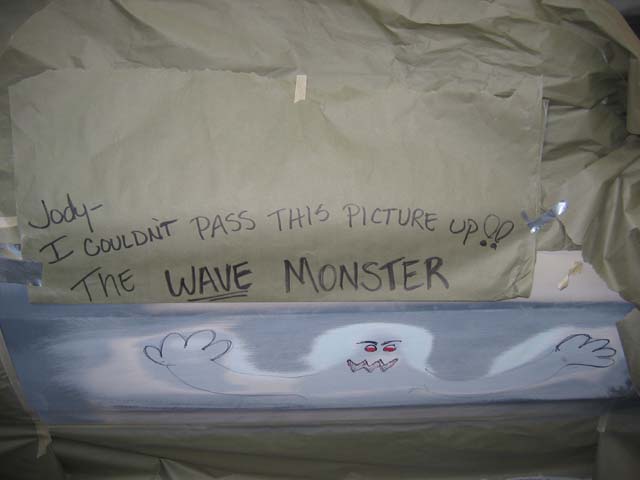 Jody-
I COULDN'T PASS THIS PICTURE UP!!
THE WAVE MONSTER